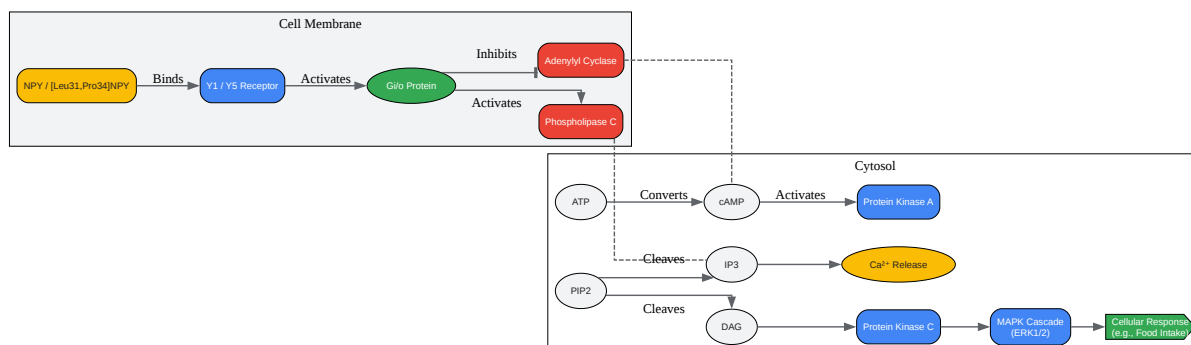 Cell Membrane
Inhibits
Adenylyl Cyclase
NPY / [Leu31,Pro34]NPY
Binds
Y1 / Y5 Receptor
Activates
Gi/o Protein
Activates
Phospholipase C
Cytosol
ATP
Converts
cAMP
Activates
Protein Kinase A
Cleaves
IP3
Ca²⁺ Release
PIP2
Cleaves
DAG
Protein Kinase C
MAPK Cascade
(ERK1/2)
Cellular Response
(e.g., Food Intake)